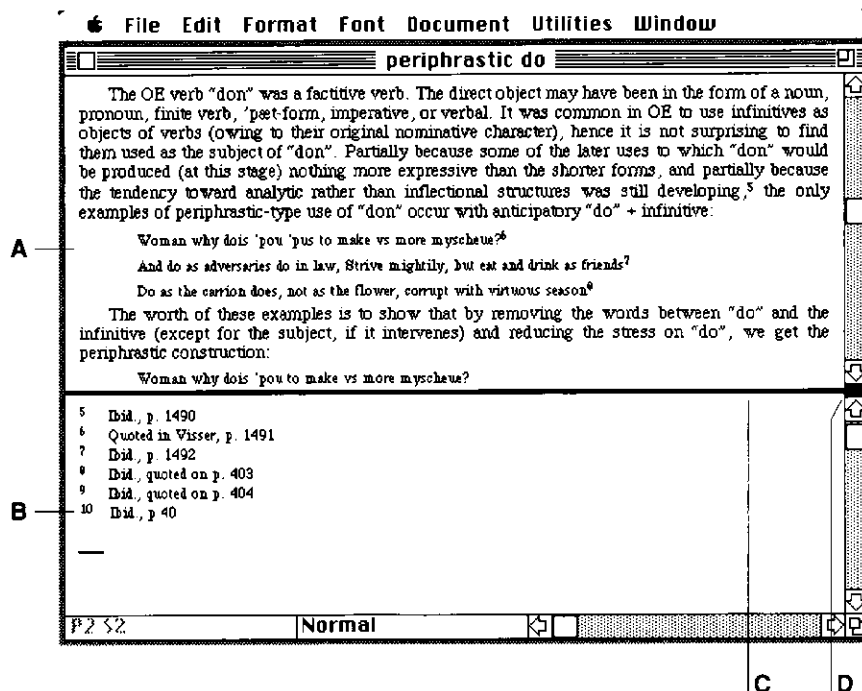 File Edit Format Font Document Utilities Window
periphrastic do
The OE verb "don" was a factitive verb. The direct object may have been in the form of a noun,
pronoun, finite verb, 'pæt-form, imperative, or verbal. It was common in OE to use infinitives as
objects of verbs (owing to their original nominative character), hence it is not surprising to find
them used as the subject of "don". Partially because some of the later uses to which "don" would
be produced (at this stage) nothing more expressive than the shorter forms, and partially because
the tendency toward analytic rather than inflectional structures was still developing,⁵ the only
examples of periphrastic-type use of "don" occur with anticipatory "do" + infinitive:
A
Woman why dois 'pou 'pus to make vs more myscheue?⁶
And do as adversaries do in law, Strive mightily, but eat and drink as friends⁷
Do as the carrion does, not as the flower, corrupt with virtuous season⁸
The worth of these examples is to show that by removing the words between "do" and the
infinitive (except for the subject, if it intervenes) and reducing the stress on "do", we get the
periphrastic construction:
Woman why dois 'pou to make vs more myscheue?
5 Ibid., p. 1490
6 Quoted in Visser, p. 1491
7 Ibid., p. 1492
8 Ibid., quoted on p. 403
9 Ibid., quoted on p. 404
B
10 Ibid., p 40
P2 S2 Normal
C D